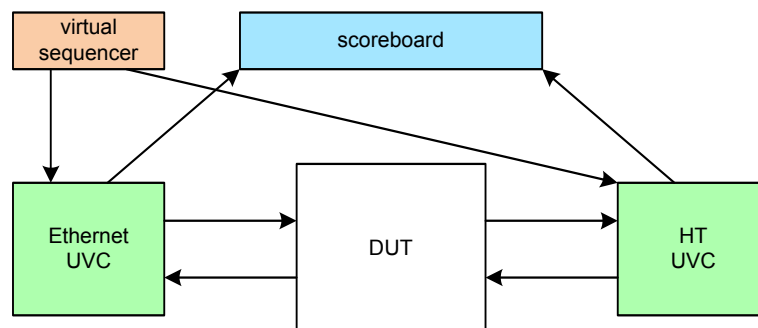 virtual
sequencer
scoreboard
Ethernet
UVC
DUT
HT
UVC